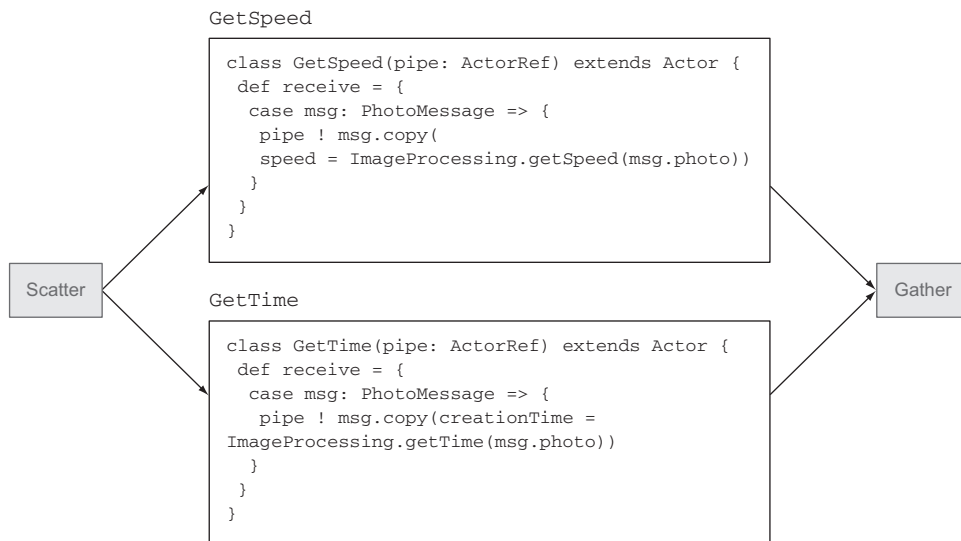 GetSpeed
class GetSpeed(pipe: ActorRef) extends Actor {
def receive = {
case msg: PhotoMessage => {
pipe ! msg.copy(
speed = ImageProcessing.getSpeed(msg.photo))
}
}
}
Scatter
Gather
GetTime
class GetTime(pipe: ActorRef) extends Actor {
def receive = {
case msg: PhotoMessage => {
pipe ! msg.copy(creationTime =
ImageProcessing.getTime(msg.photo))
}
}
}